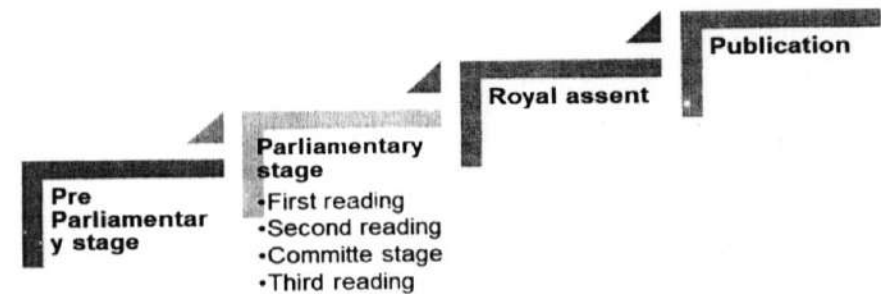 Pre
Parliamentar
y stage
Parliamentary
stage
•First reading
•Second reading
•Committe stage
•Third reading
Royal assent
Publication